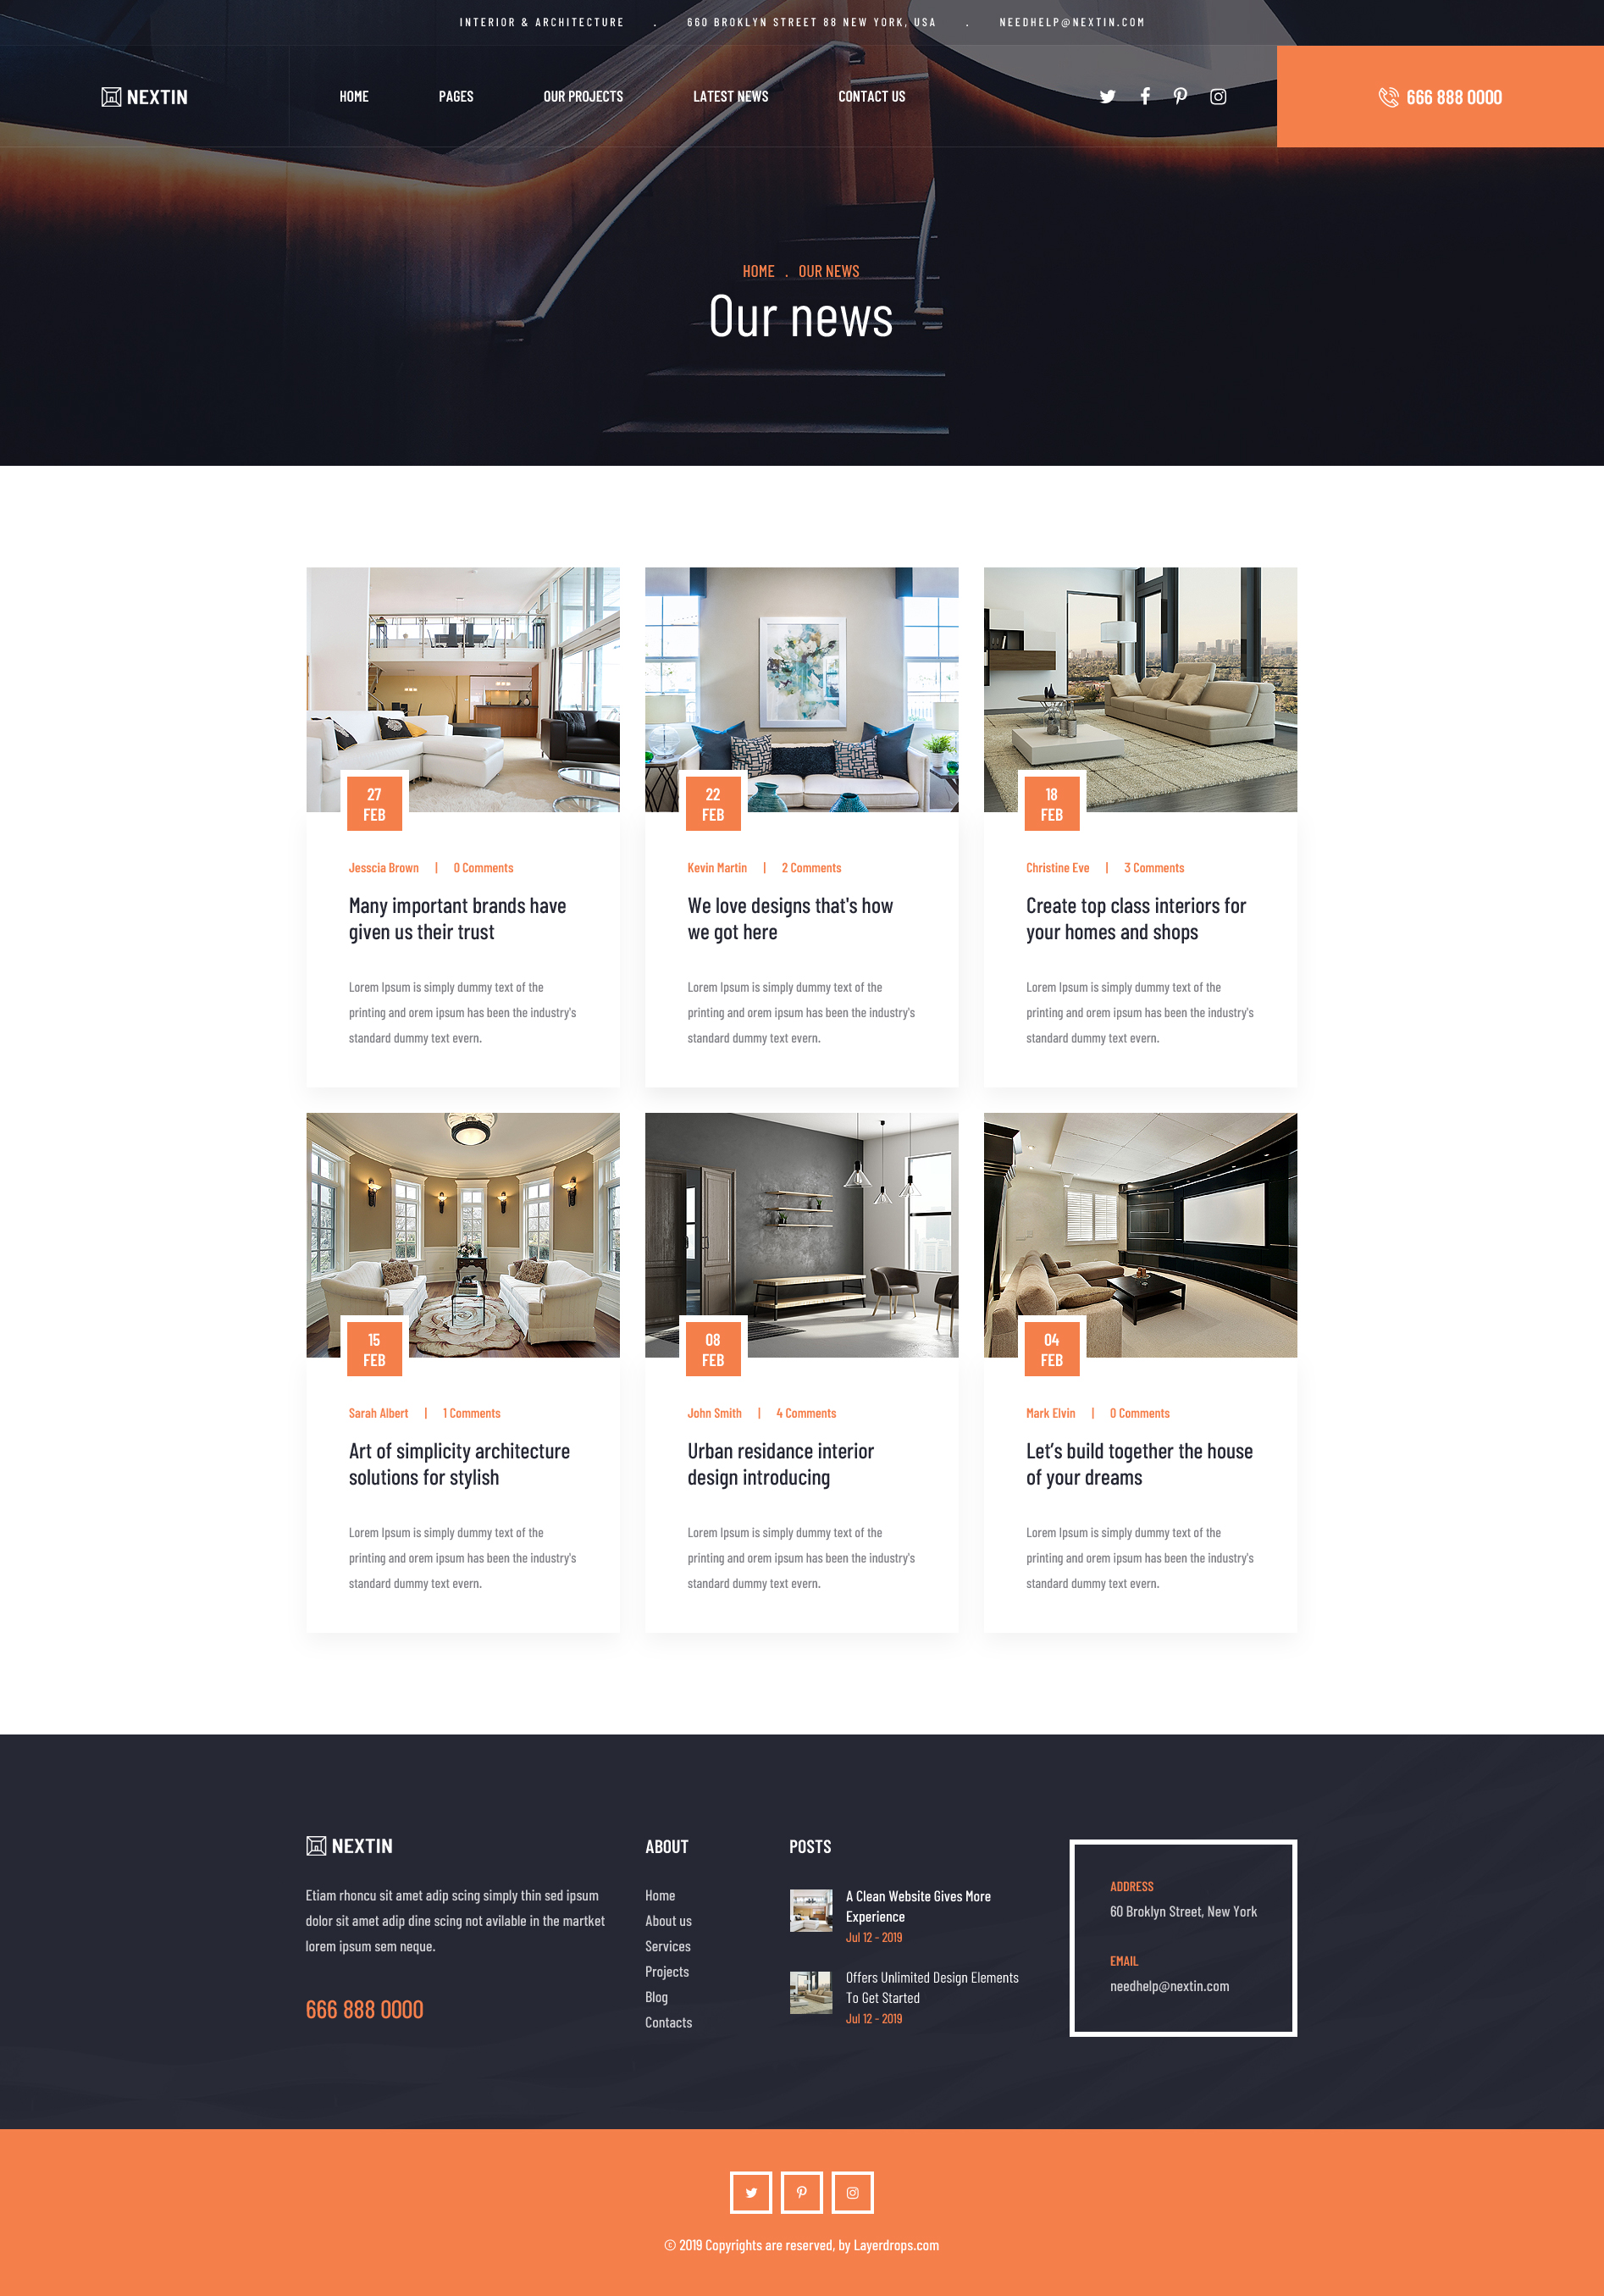 INTERIOR & ARCHITECTURE . 660 BROKLYN STREET 88 NEW YORK, USA . NEEDHELP@NEXTIN.COM
NEXTIN HOME PAGES OUR PROJECTS LATEST NEWS CONTACT US 666 888 0000
HOME . OUR NEWS
Our news
27
FEB
Jesscia Brown | 0 Comments
Many important brands have
given us their trust
Lorem Ipsum is simply dummy text of the
printing and orem ipsum has been the industry's
standard dummy text evern.
22
FEB
Kevin Martin | 2 Comments
We love designs that's how
we got here
Lorem Ipsum is simply dummy text of the
printing and orem ipsum has been the industry's
standard dummy text evern.
18
FEB
Christine Eve | 3 Comments
Create top class interiors for
your homes and shops
Lorem Ipsum is simply dummy text of the
printing and orem ipsum has been the industry's
standard dummy text evern.
15
FEB
Sarah Albert | 1 Comments
Art of simplicity architecture
solutions for stylish
Lorem Ipsum is simply dummy text of the
printing and orem ipsum has been the industry's
standard dummy text evern.
08
FEB
John Smith | 4 Comments
Urban residance interior
design introducing
Lorem Ipsum is simply dummy text of the
printing and orem ipsum has been the industry's
standard dummy text evern.
04
FEB
Mark Elvin | 0 Comments
Let’s build together the house
of your dreams
Lorem Ipsum is simply dummy text of the
printing and orem ipsum has been the industry's
standard dummy text evern.
NEXTIN
Etiam rhoncu sit amet adip scing simply thin sed ipsum
dolor sit amet adip dine scing not avilable in the martket
lorem ipsum sem neque.
666 888 0000
ABOUT
Home
About us
Services
Projects
Blog
Contacts
POSTS
A Clean Website Gives More
Experience
Jul 12 - 2019
Offers Unlimited Design Elements
To Get Started
Jul 12 - 2019
ADDRESS
60 Broklyn Street, New York
EMAIL
needhelp@nextin.com
© 2019 Copyrights are reserved, by Layerdrops.com